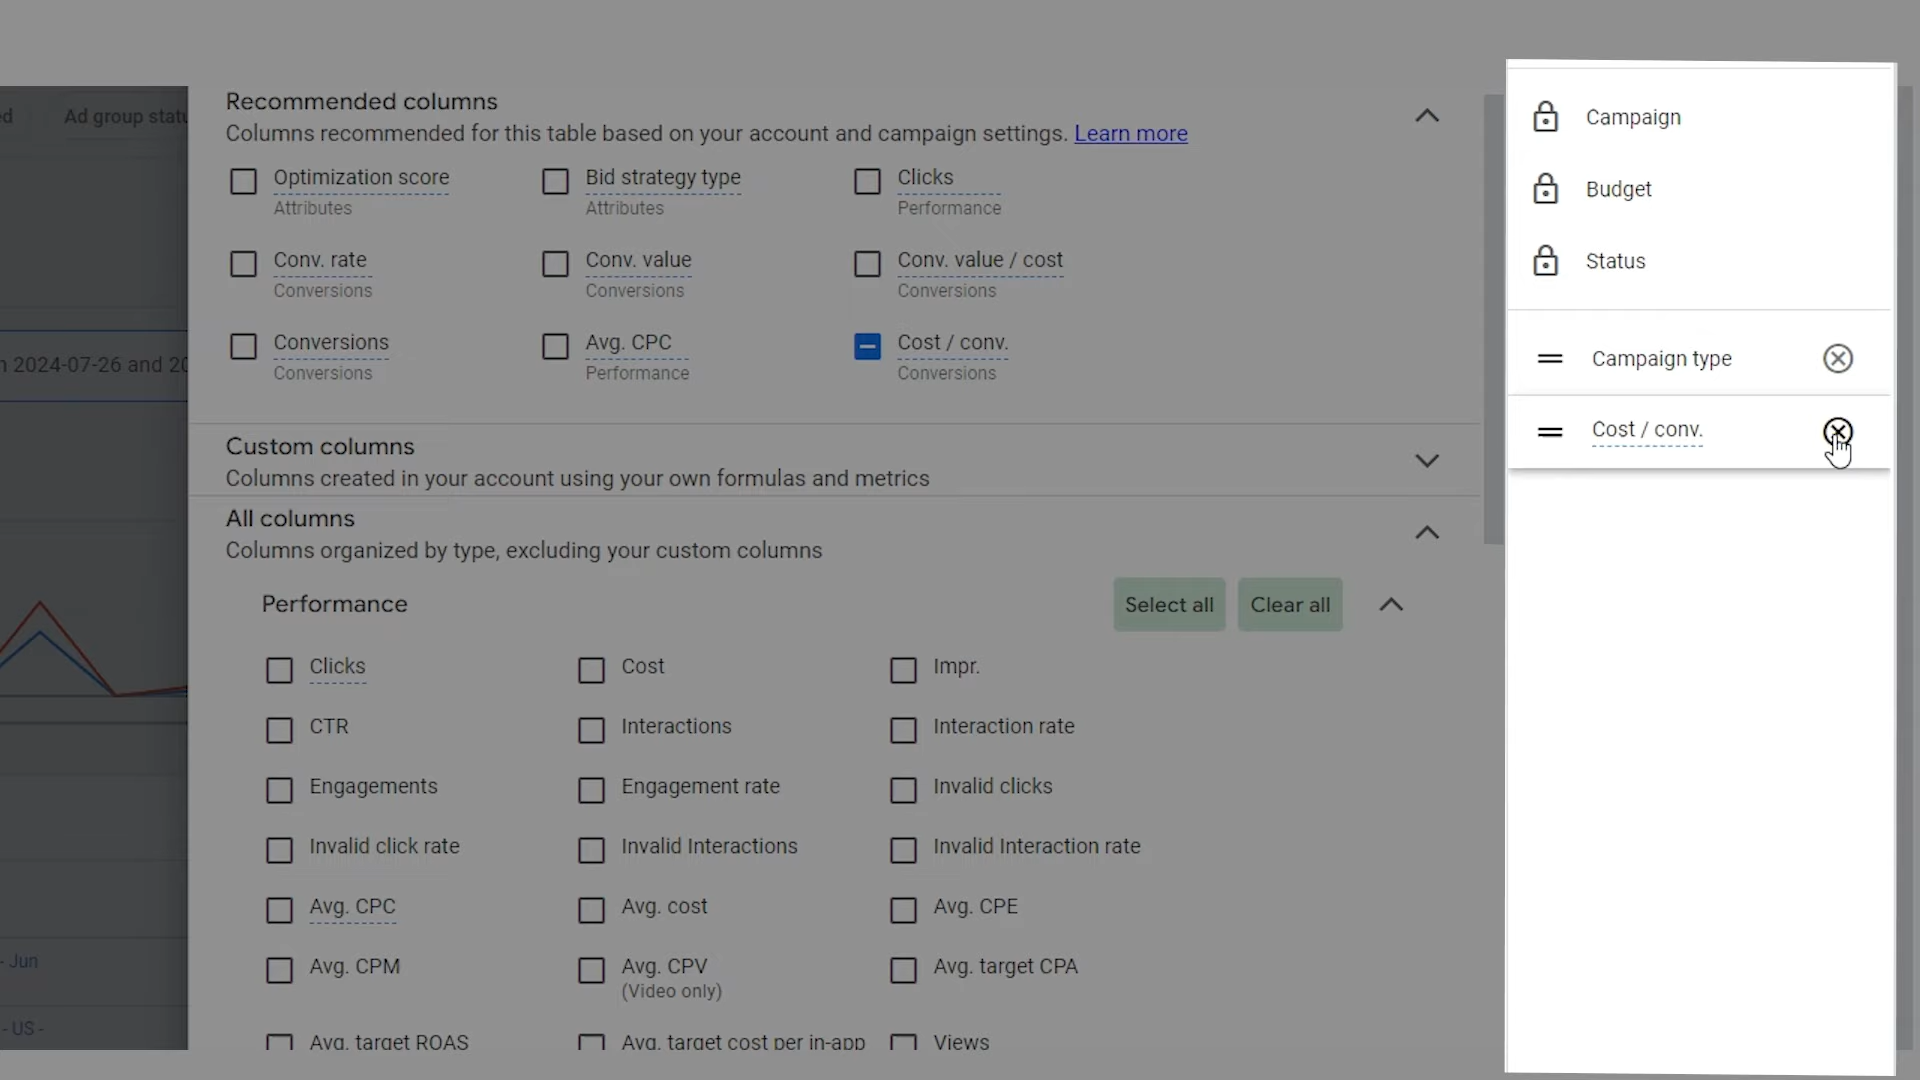 ed
Ad group statu
n 2024-07-26 and 20
- Jun
- US -
Recommended columns
Columns recommended for this table based on your account and campaign settings. Learn more
Optimization score
Attributes
Bid strategy type
Attributes
Clicks
Performance
Conv. rate
Conversions
Conv. value
Conversions
Conv. value / cost
Conversions
Conversions
Conversions
Avg. CPC
Performance
Cost / conv.
Conversions
Custom columns
Columns created in your account using your own formulas and metrics
All columns
Columns organized by type, excluding your custom columns
Performance
Select all
Clear all
Clicks
Cost
Impr.
CTR
Interactions
Interaction rate
Engagements
Engagement rate
Invalid clicks
Invalid click rate
Invalid Interactions
Invalid Interaction rate
Avg. CPC
Avg. cost
Avg. CPE
Avg. CPM
Avg. CPV
(Video only)
Avg. target CPA
Avg. target ROAS
Avg. target cost per in-app
Views
Campaign
Budget
Status
Campaign type
Cost / conv.